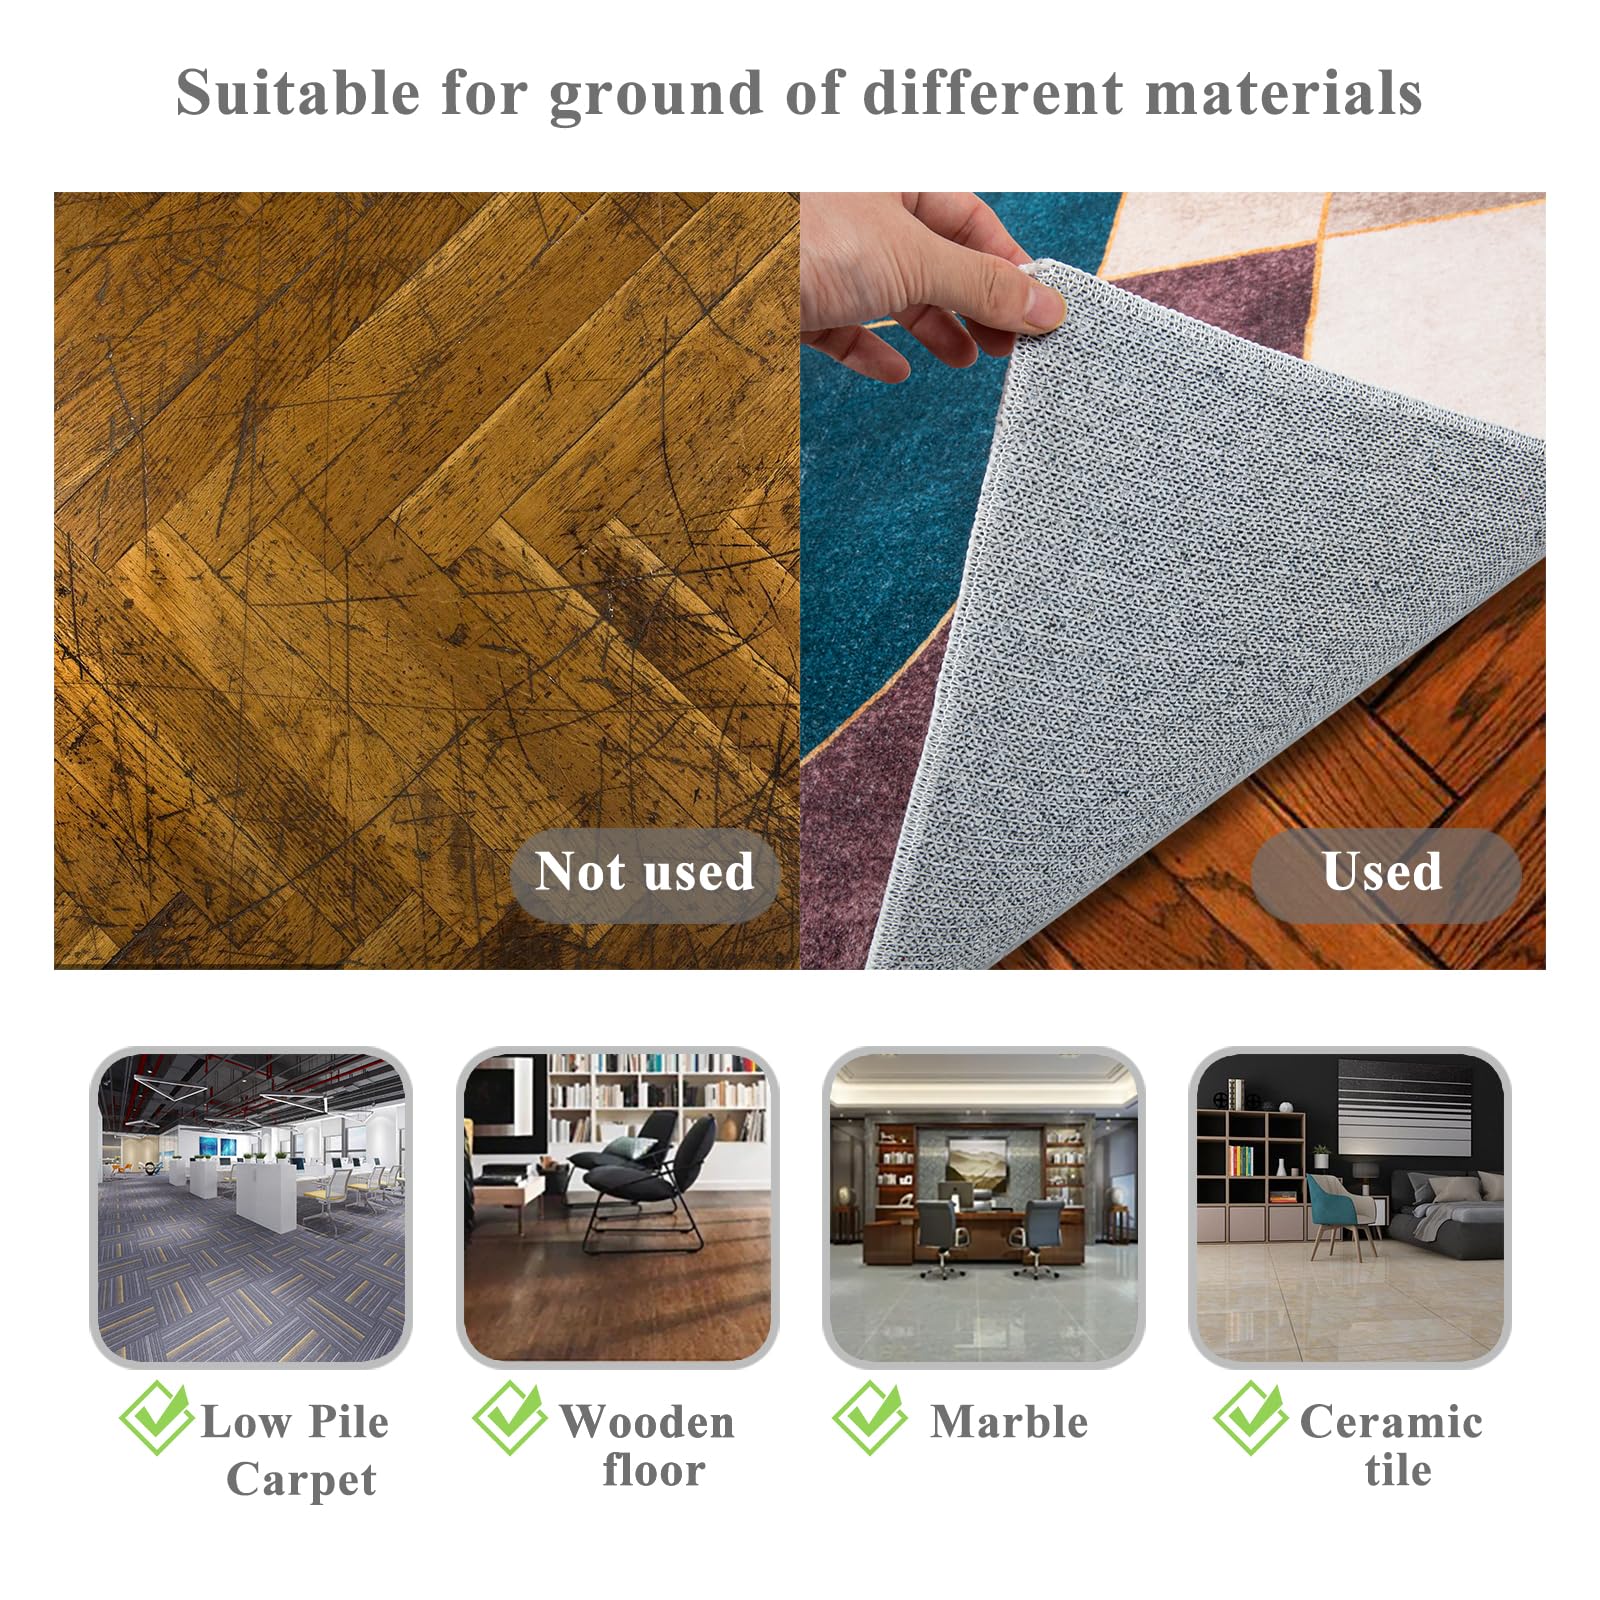 Suitable for ground of different materials
Not used
Used
Low Pile
Carpet
Wooden
floor
Marble
Ceramic
tile